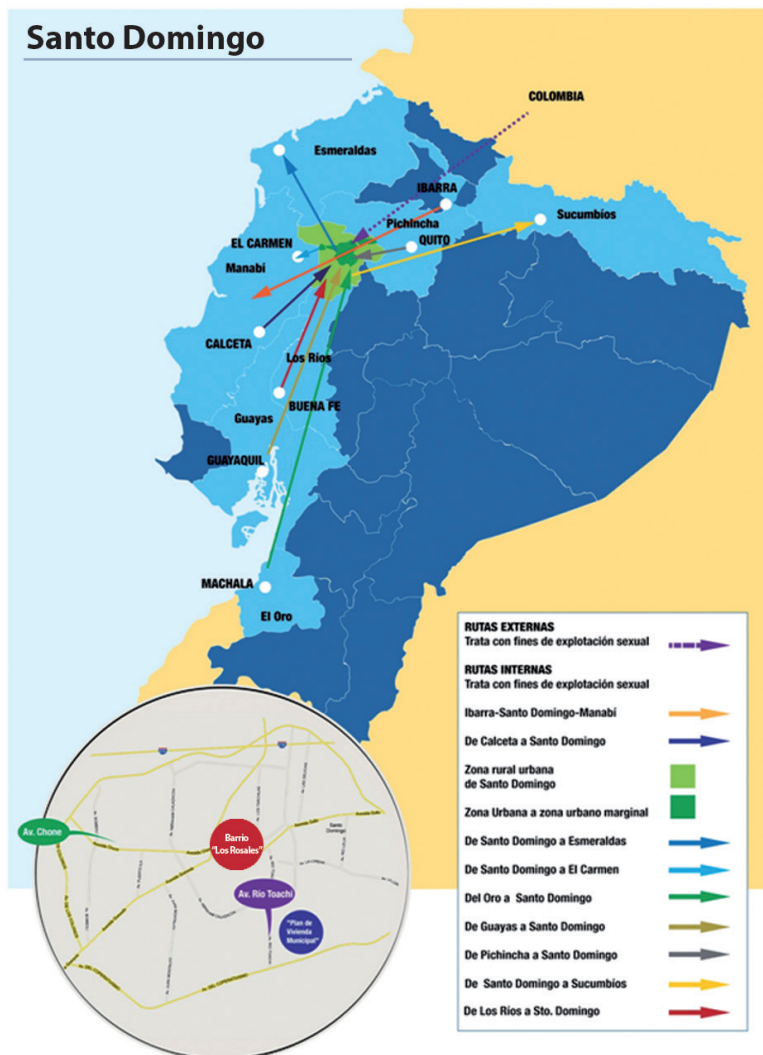 Santo Domingo
COLOMBIA
Esmeraldas
IBARRA
Sucumbíos
Pichincha
EL CARMEN
QUITO
Manabí
CALCETA
Los Ríos
BUENA FE
Guayas
GUAYAQUIL
MACHALA
El Oro
RUTAS EXTERNAS
Trata con fines de explotación sexual
RUTAS INTERNAS
Trata con fines de explotación sexual
Ibarra-Santo Domingo-Manabí
De Calceta a Santo Domingo
Zona rural urbana
de Santo Domingo
Zona Urbana a zona urbano marginal
De Santo Domingo a Esmeraldas
De Santo Domingo a El Carmen
Del Oro a Santo Domingo
De Guayas a Santo Domingo
De Pichincha a Santo Domingo
De Santo Domingo a Sucumbíos
De Los Ríos a Sto. Domingo
Av. Chone
Barrio
"Los Rosales"
Santo
Domingo
Av. Río Toachi
"Plan de
Vivienda
Municipal"